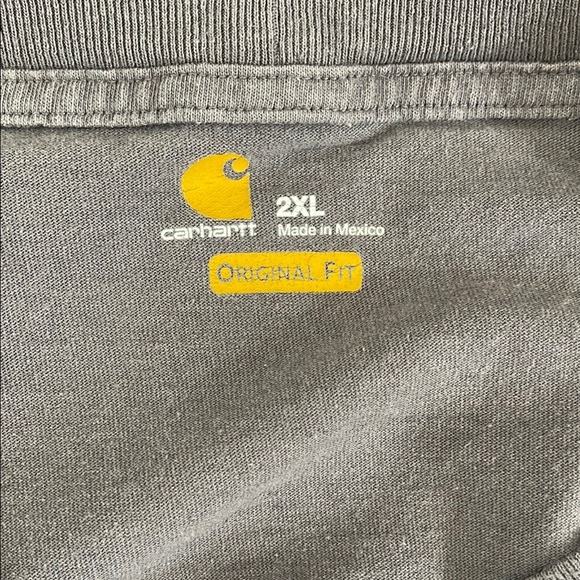 2XL
carhartt Made in Mexico
ORIGINAL FIT